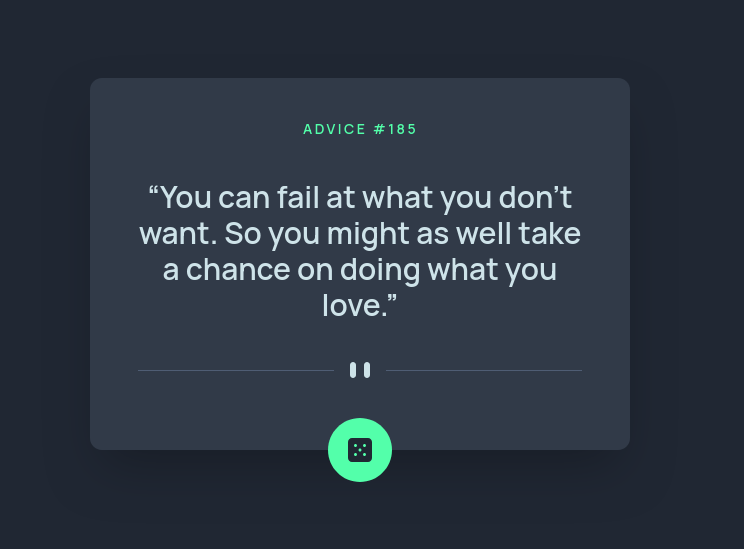 ADVICE #185
“You can fail at what you don’t
want. So you might as well take
a chance on doing what you
love.”